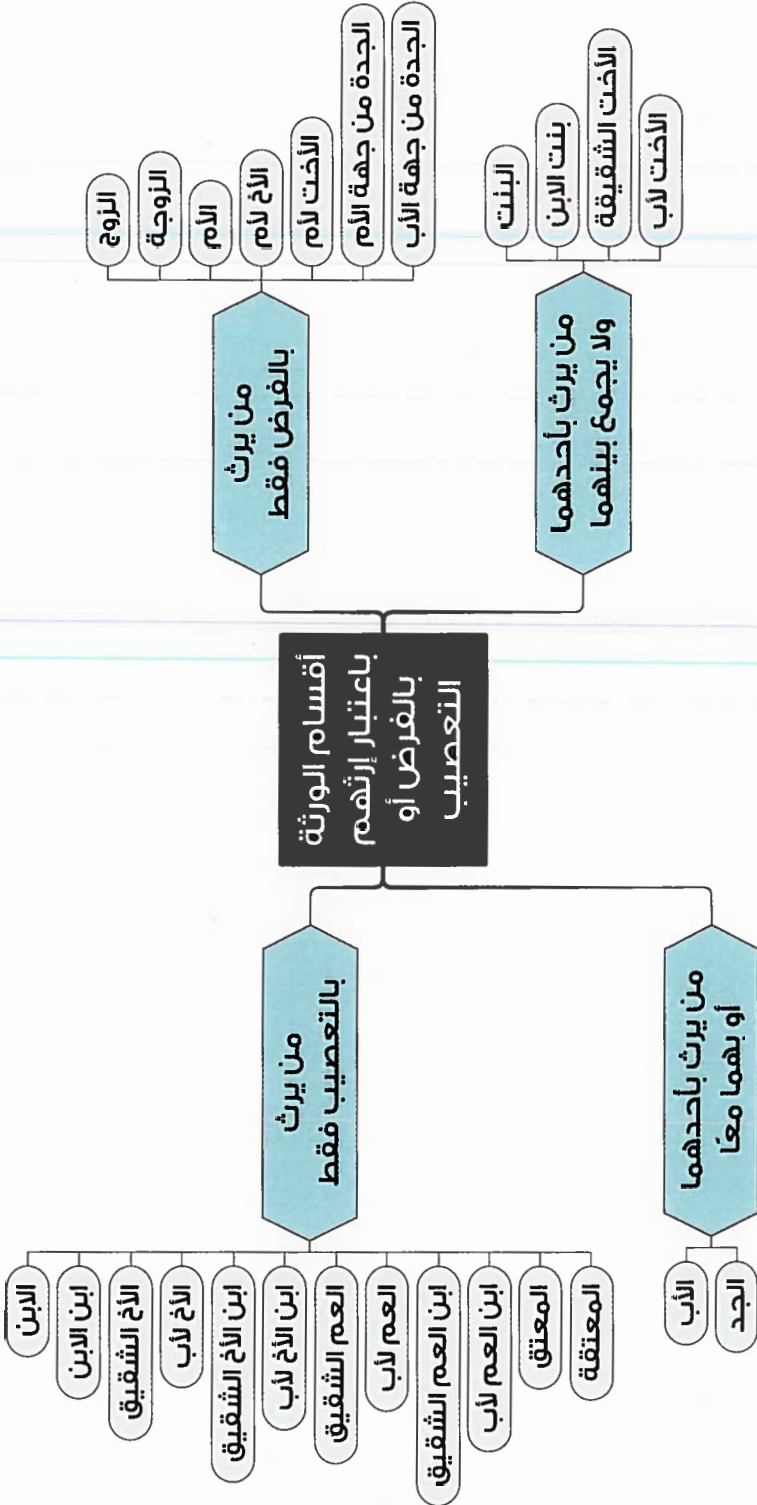 أقسام الورثة
باعتبار إرثهم
بالفرض أو
التعصيب
من يرث
بالفرض فقط
الزوج
الزوجة
الأم
الأخ لأم
الأخت لأم
الجدة من جهة الأم
الجدة من جهة الأب
من يرث بأحدهما
ولا يجمع بينهما
البنت
بنت الابن
الأخت الشقيقة
الأخت لأب
من يرث
بالتعصيب فقط
الابن
ابن الابن
الأخ الشقيق
الأخ لأب
ابن الأخ الشقيق
ابن الأخ لأب
العم الشقيق
العم لأب
ابن العم الشقيق
ابن العم لأب
المعتق
المعتقة
من يرث بأحدهما
أو بهما معًا
الأب
الجد